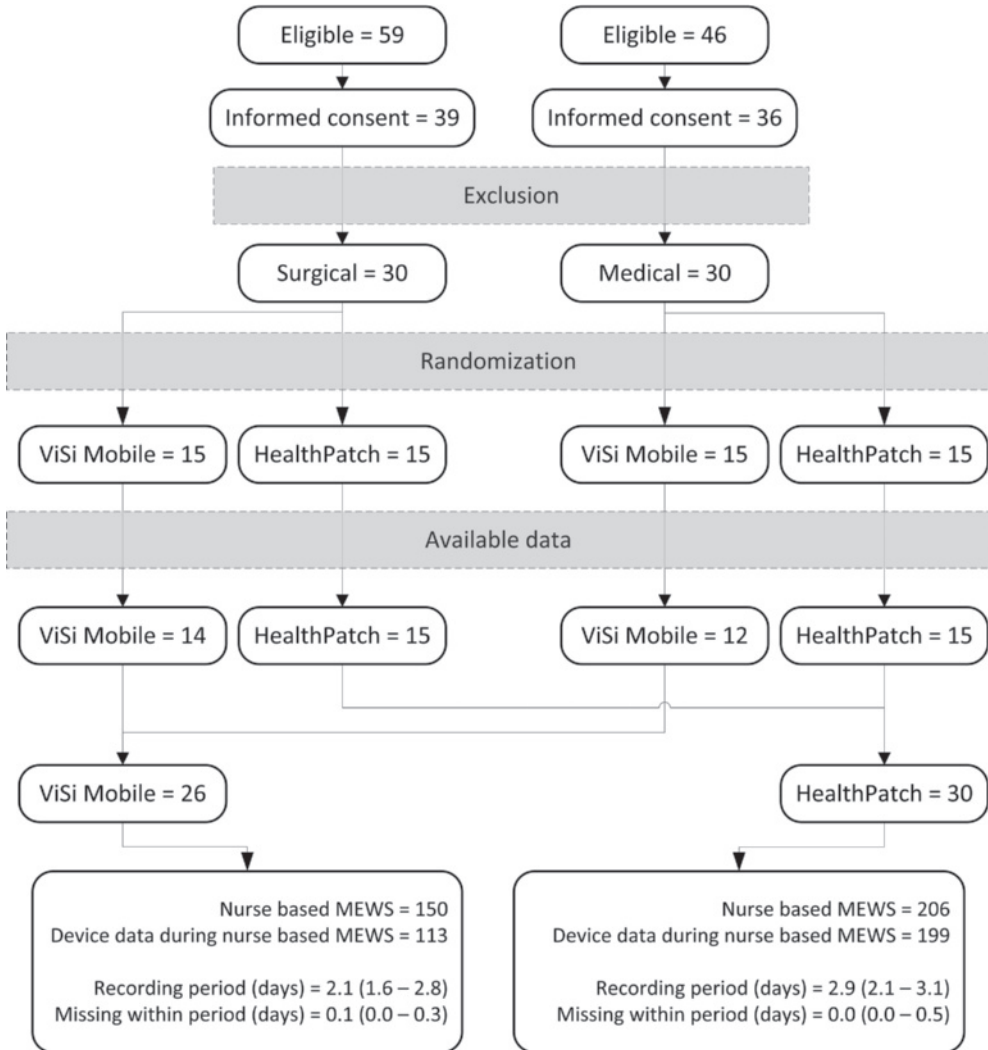 Eligible = 59
Eligible = 46
Informed consent = 39
Informed consent = 36
Exclusion
Surgical = 30
Medical = 30
Randomization
ViSi Mobile = 15
HealthPatch = 15
ViSi Mobile = 15
HealthPatch = 15
Available data
ViSi Mobile = 14
HealthPatch = 15
ViSi Mobile = 12
HealthPatch = 15
ViSi Mobile = 26
HealthPatch = 30
Nurse based MEWS = 150
Device data during nurse based MEWS = 113
Recording period (days) = 2.1 (1.6 – 2.8)
Missing within period (days) = 0.1 (0.0 – 0.3)
Nurse based MEWS = 206
Device data during nurse based MEWS = 199
Recording period (days) = 2.9 (2.1 – 3.1)
Missing within period (days) = 0.0 (0.0 – 0.5)